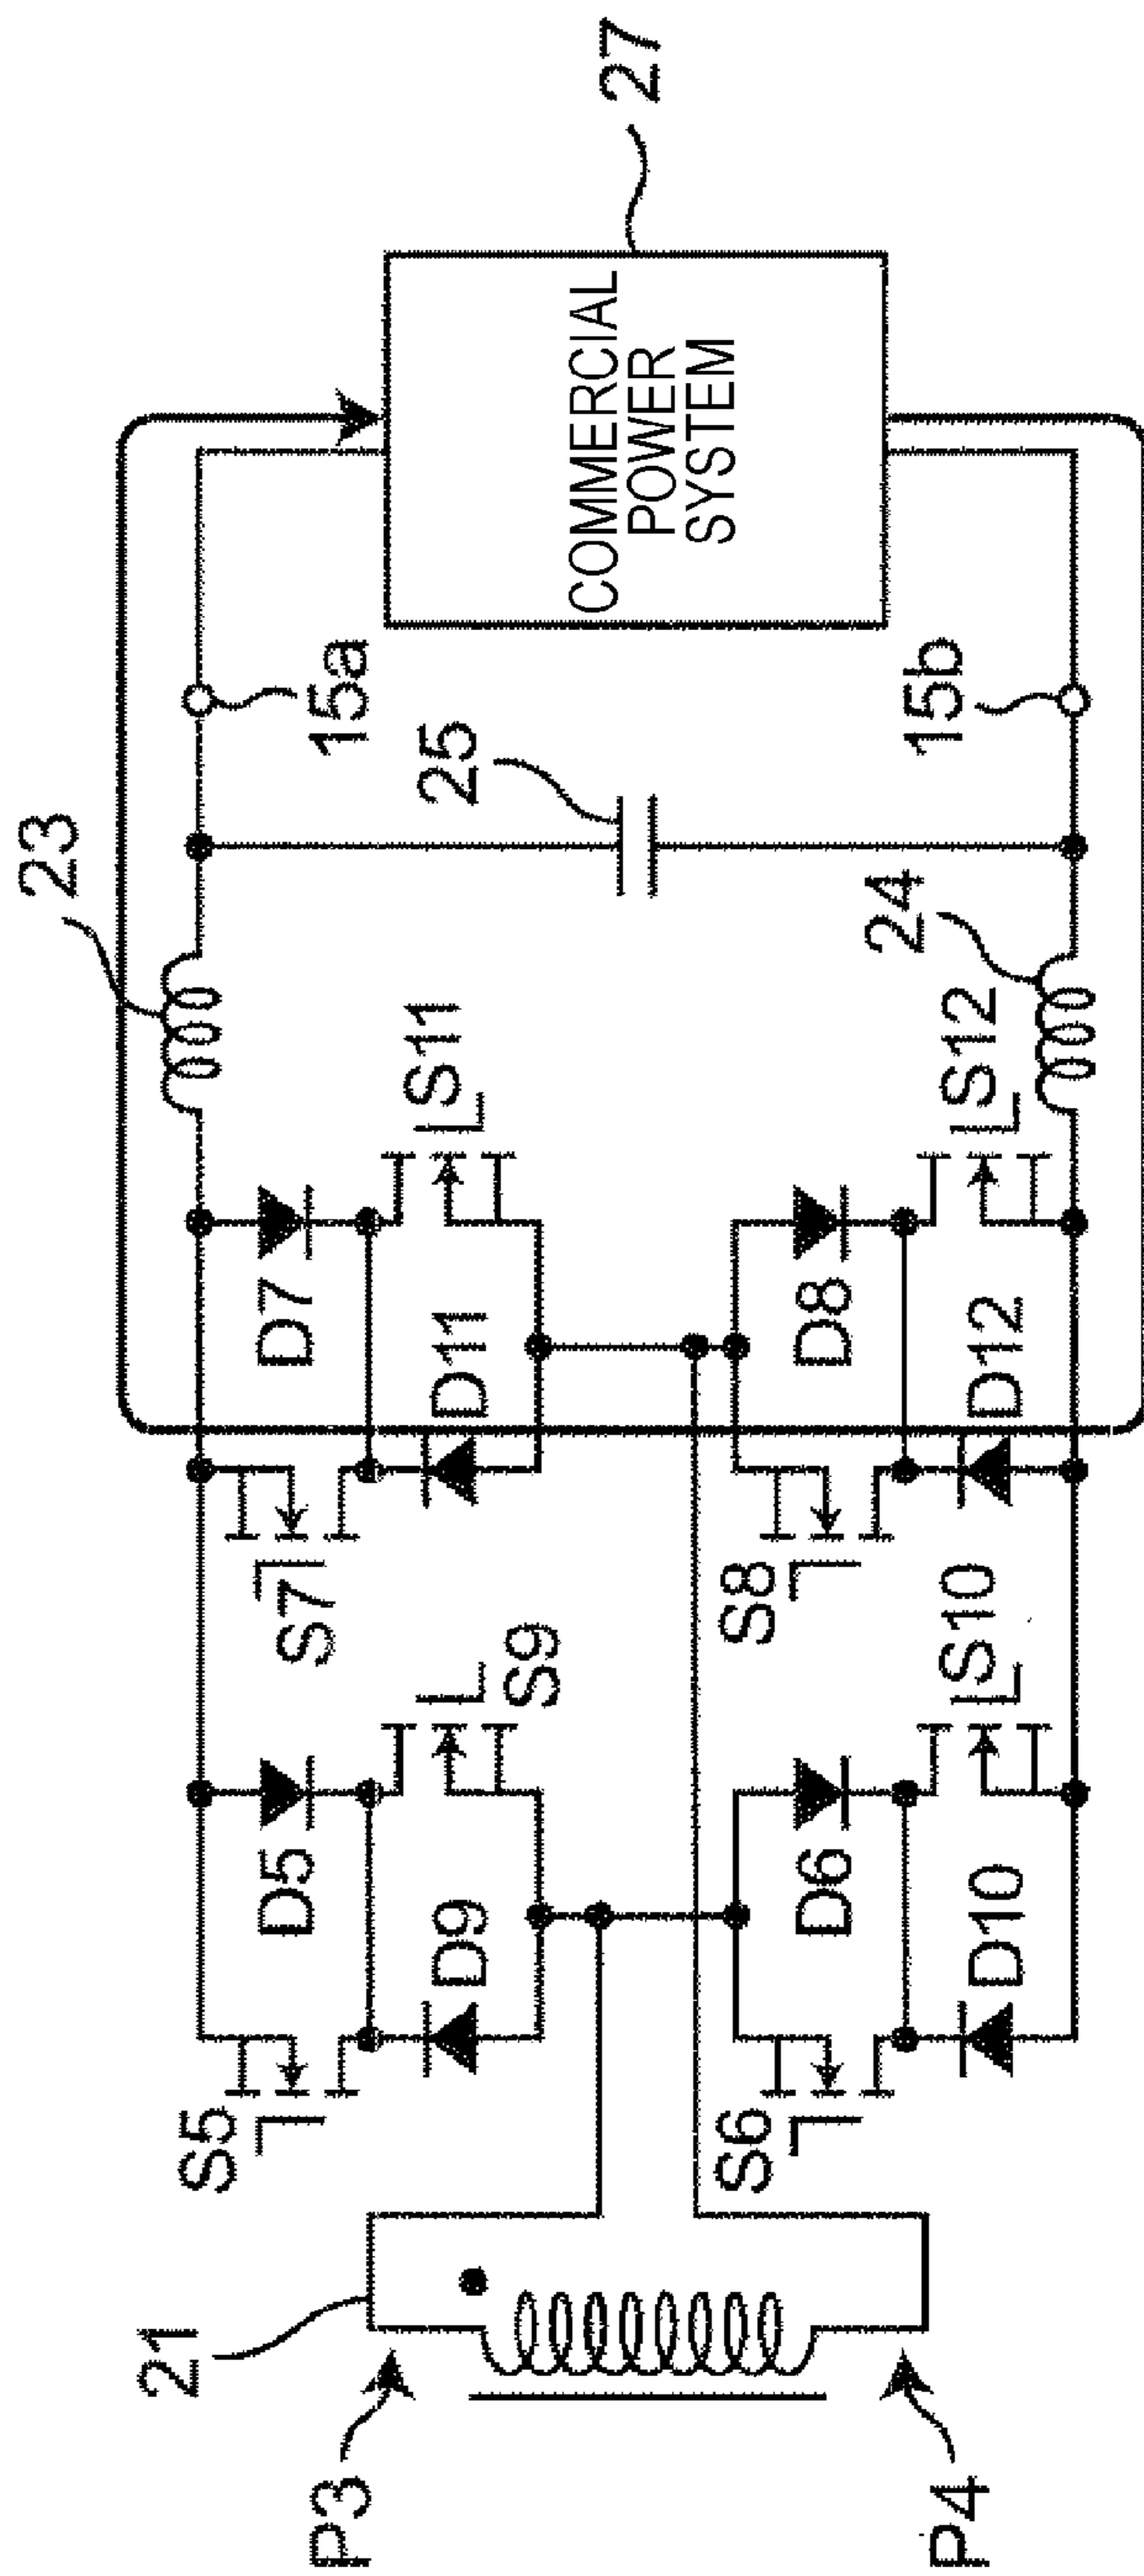 23
27
COMMERCIAL
POWER
SYSTEM
15a
25
15b
24
S11
S12
D7
D11
D8
D12
S7
S8
S9
S10
D5
D9
D6
D10
S5
S6
21
P3
P4